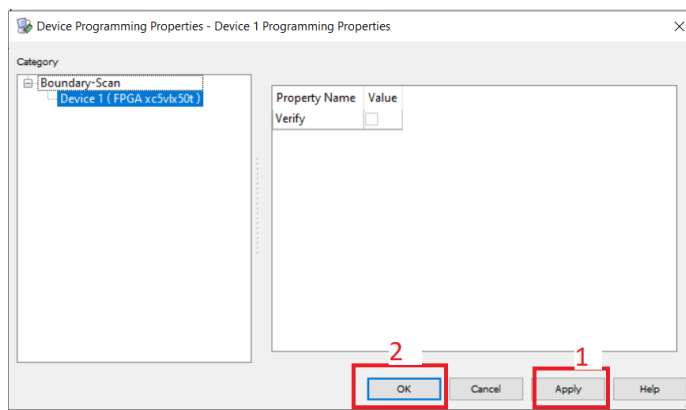 Device Programming Properties - Device 1 Programming Properties
Category
Boundary-Scan
Device 1 ( FPGA xc5vlx50t )
Property Name Value
Verify
2
1
OK Cancel Apply Help